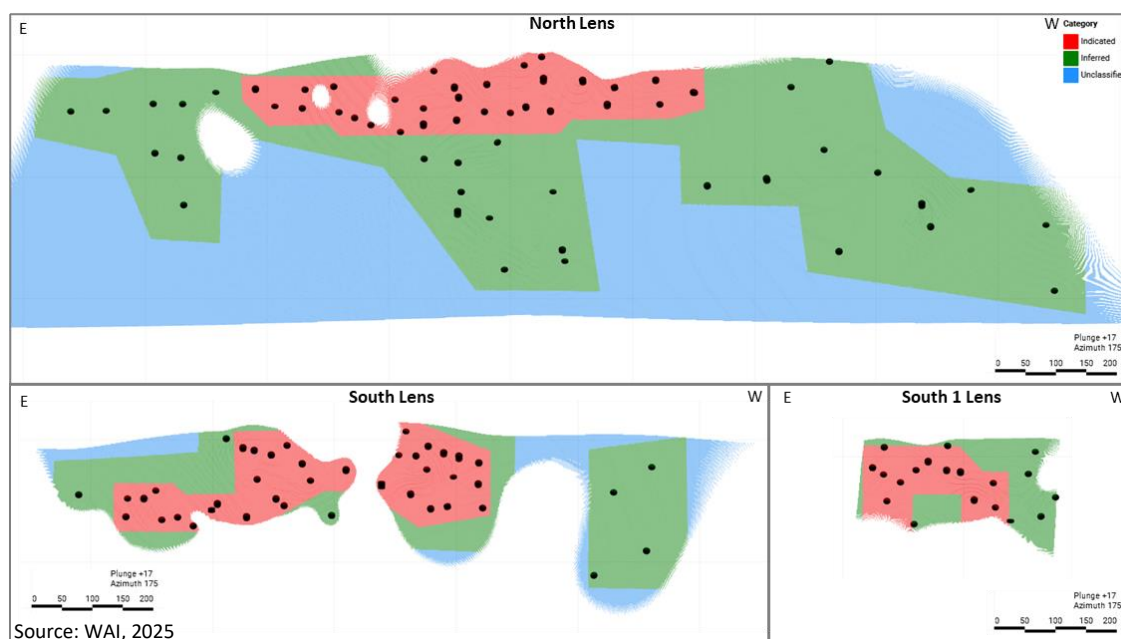 E
North Lens
W
Category
Indicated
Inferred
Unclassifie
Plunge +17
Azimuth 175
0 50 100 150 200
E
South Lens
W
E
South 1 Lens
W
Plunge +17
Azimuth 175
0 50 100 150 200
Plunge +17
Azimuth 175
0 50 100 150 200
Source: WAI, 2025